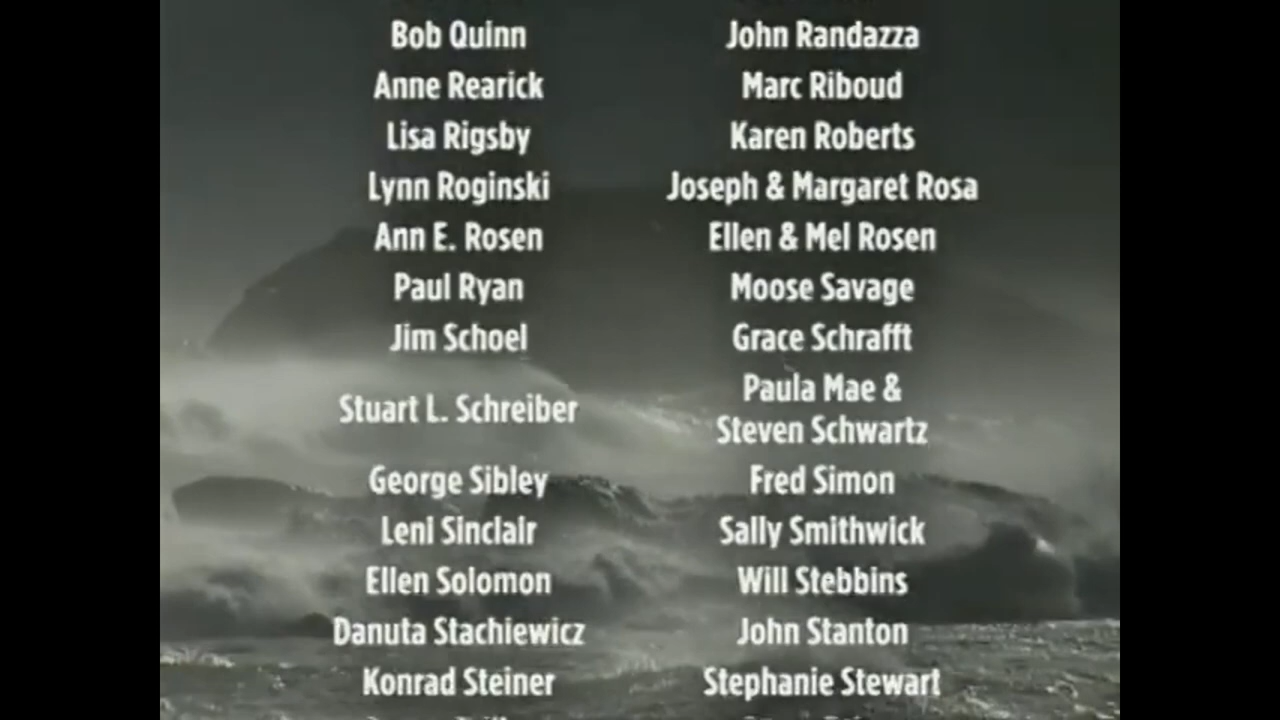 Bob Quinn
John Randazza
Anne Rearick
Marc Riboud
Lisa Rigsby
Karen Roberts
Lynn Roginski
Joseph & Margaret Rosa
Ann E. Rosen
Ellen & Mel Rosen
Paul Ryan
Moose Savage
Jim Schoel
Grace Schrafft
Stuart L. Schreiber
Paula Mae &
Steven Schwartz
George Sibley
Fred Simon
Leni Sinclair
Sally Smithwick
Ellen Solomon
Will Stebbins
Danuta Stachiewicz
John Stanton
Konrad Steiner
Stephanie Stewart